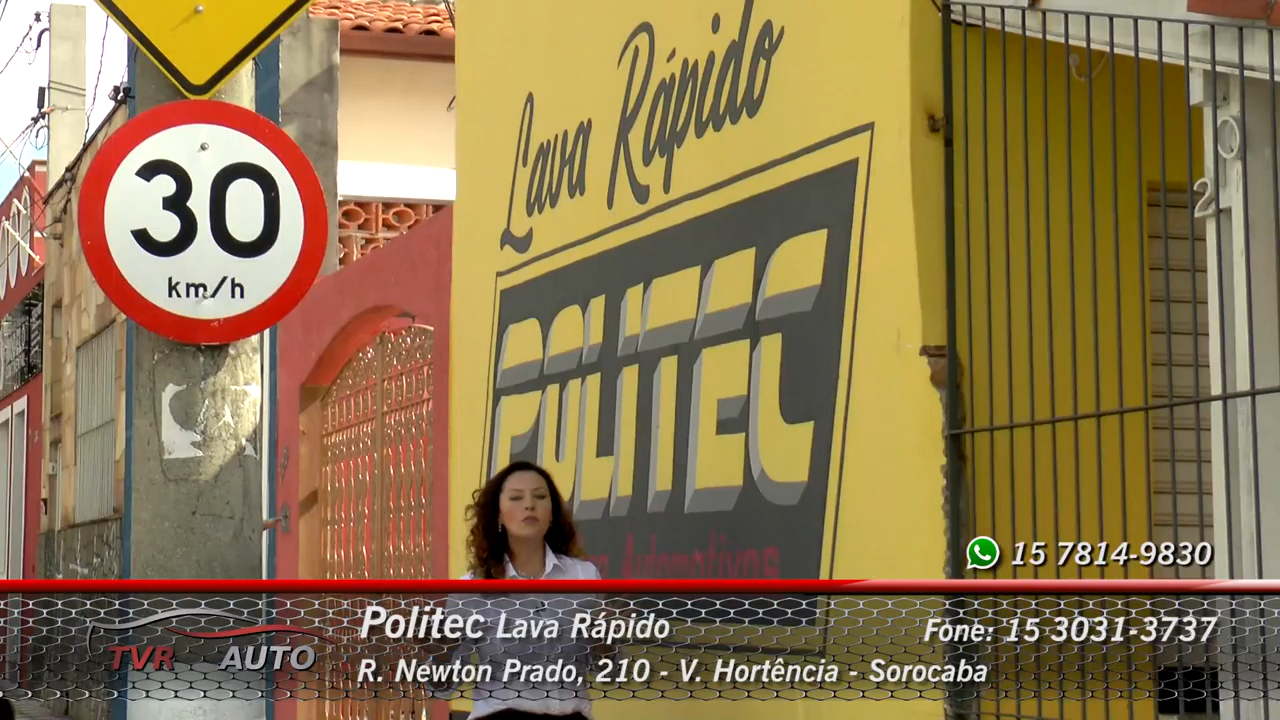 30
km/h
Lava Rápido
POLITEC
Automotivos
15 7814-9830
TVR AUTO
Politec Lava Rápido
Fone: 15 3031-3737
R. Newton Prado, 210 - V. Hortência - Sorocaba